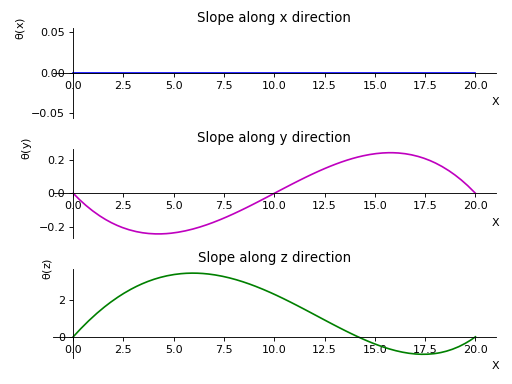 Slope along x direction
θ(x)
0.05
0.00
−0.05
0.0 2.5 5.0 7.5 10.0 12.5 15.0 17.5 20.0
X
Slope along y direction
θ(y)
0.2
0.0
−0.2
0.0 2.5 5.0 7.5 10.0 12.5 15.0 17.5 20.0
X
Slope along z direction
θ(z)
2
0
0.0 2.5 5.0 7.5 10.0 12.5 15.0 17.5 20.0
X